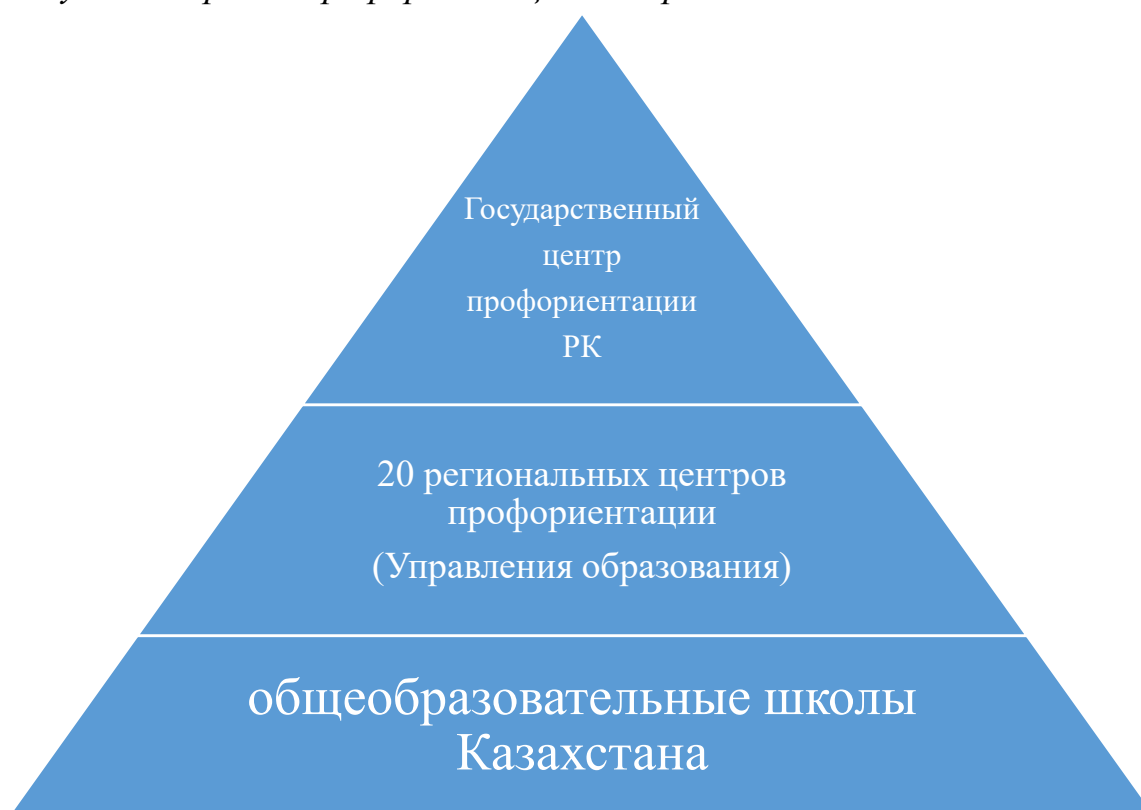 Государственный
центр
профориентации
РК
20 региональных центров
профориентации
(Управления образования)
общеобразовательные школы
Казахстана